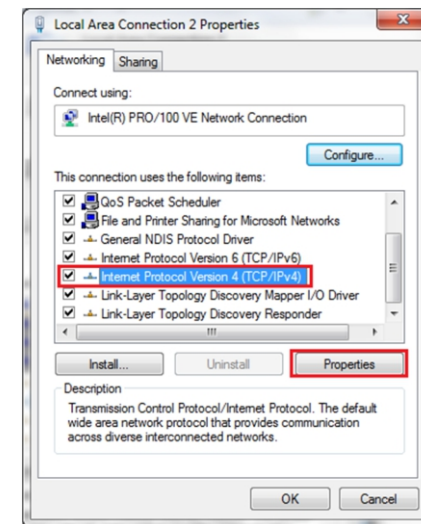 Local Area Connection 2 Properties
Networking
Sharing
Connect using:
Intel(R) PRO/100 VE Network Connection
Configure...
This connection uses the following items:
QoS Packet Scheduler
File and Printer Sharing for Microsoft Networks
General NDIS Protocol Driver
Internet Protocol Version 6 (TCP/IPv6)
Internet Protocol Version 4 (TCP/IPv4)
Link-Layer Topology Discovery Mapper I/O Driver
Link-Layer Topology Discovery Responder
Install...
Uninstall
Properties
Description
Transmission Control Protocol/Internet Protocol. The default
wide area network protocol that provides communication
across diverse interconnected networks.
OK
Cancel